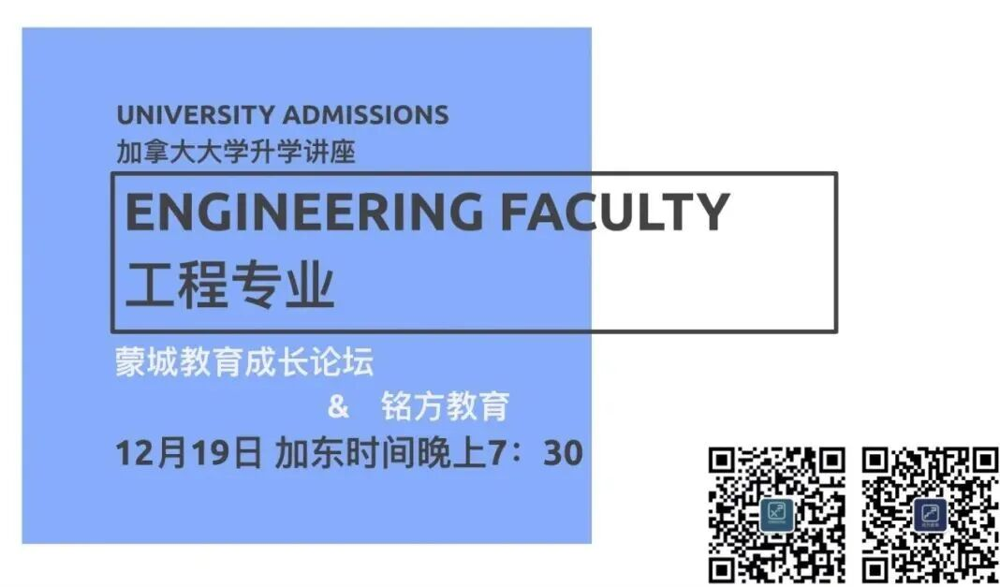 UNIVERSITY ADMISSIONS
加拿大大学升学讲座
ENGINEERING FACULTY
工程专业
蒙城教育成长论坛
& 铭方教育
12月19日 加东时间晚上7：30